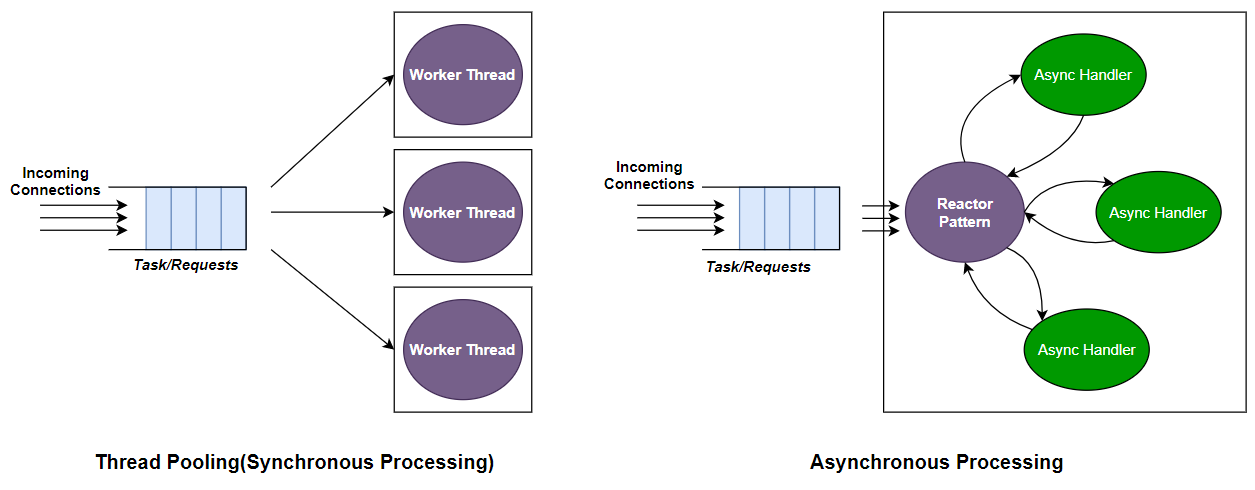 Incoming
Connections
Task/Requests
Worker Thread
Worker Thread
Worker Thread
Thread Pooling(Synchronous Processing)
Incoming
Connections
Task/Requests
Reactor
Pattern
Async Handler
Async Handler
Async Handler
Asynchronous Processing